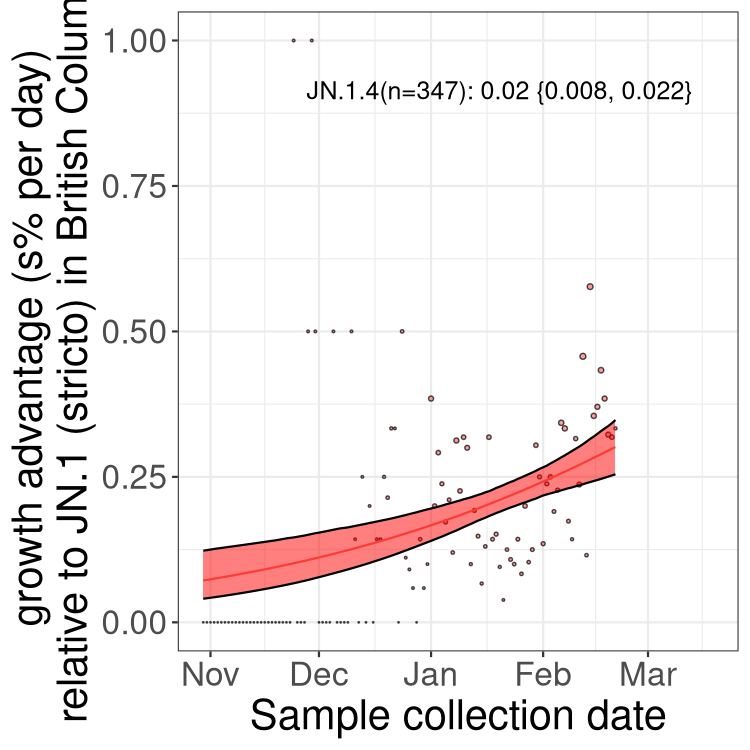 growth advantage (s% per day)
relative to JN.1 (stricto) in British Colum
1.00
0.75
0.50
0.25
0.00
JN.1.4(n=347): 0.02 {0.008, 0.022}
Nov Dec Jan Feb Mar
Sample collection date